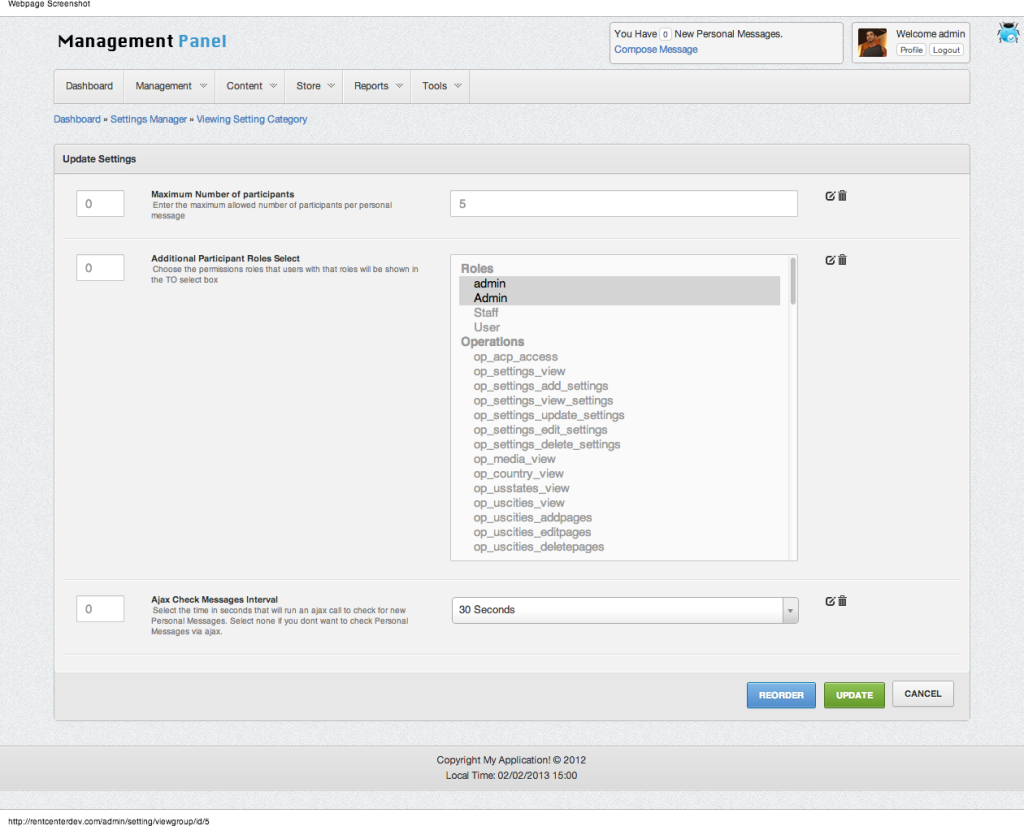 Webpage Screenshot
Management Panel
You Have 0 New Personal Messages.
Compose Message
Welcome admin
Profile Logout
Dashboard Management Content Store Reports Tools
Dashboard » Settings Manager » Viewing Setting Category
Update Settings
0
Maximum Number of participants
Enter the maximum allowed number of participants per personal
message
5
0
Additional Participant Roles Select
Choose the permissions roles that users with that roles will be shown in
the TO select box
Roles
admin
Admin
Staff
User
Operations
op_acp_access
op_settings_view
op_settings_add_settings
op_settings_view_settings
op_settings_update_settings
op_settings_edit_settings
op_settings_delete_settings
op_media_view
op_country_view
op_usstates_view
op_uscities_view
op_uscities_addpages
op_uscities_editpages
op_uscities_deletepages
0
Ajax Check Messages Interval
Select the time in seconds that will run an ajax call to check for new
Personal Messages. Select none if you dont want to check Personal
Messages via ajax.
30 Seconds
REORDER UPDATE CANCEL
Copyright My Application! © 2012
Local Time: 02/02/2013 15:00
http://rentcenterdev.com/admin/setting/viewgroup/id/5